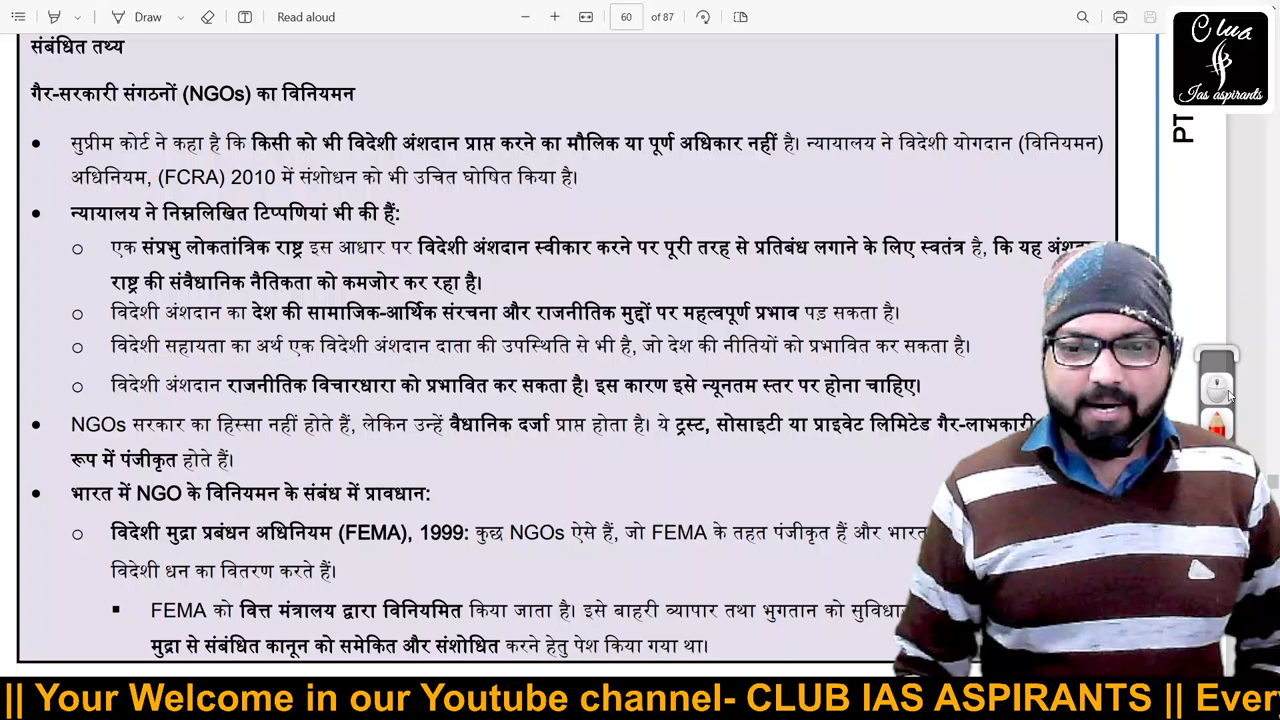 Draw
Read aloud
60 of 87
Club
Ias aspirants
PT
संबंधित तथ्य
गैर-सरकारी संगठनों (NGOs) का विनियमन
• सुप्रीम कोर्ट ने कहा है कि किसी को भी विदेशी अंशदान प्राप्त करने का मौलिक या पूर्ण अधिकार नहीं है। न्यायालय ने विदेशी योगदान (विनियमन)
अधिनियम, (FCRA) 2010 में संशोधन को भी उचित घोषित किया है।
• न्यायालय ने निम्नलिखित टिप्पणियां भी की हैं:
o एक संप्रभु लोकतांत्रिक राष्ट्र इस आधार पर विदेशी अंशदान स्वीकार करने पर पूरी तरह से प्रतिबंध लगाने के लिए स्वतंत्र है, कि यह
राष्ट्र की संवैधानिक नैतिकता को कमजोर कर रहा है।
o विदेशी अंशदान का देश की सामाजिक-आर्थिक संरचना और राजनीतिक मुद्दों पर महत्वपूर्ण प्रभाव पड़ सकता है।
o विदेशी सहायता का अर्थ एक विदेशी अंशदान दाता की उपस्थिति से भी है, जो देश की नीतियों को प्रभावित कर सकता है।
o विदेशी अंशदान राजनीतिक विचारधारा को प्रभावित कर सकता है। इस कारण इसे न्यूनतम स्तर पर होना चाहिए।
• NGOs सरकार का हिस्सा नहीं होते हैं, लेकिन उन्हें वैधानिक दर्जा प्राप्त होता है। ये ट्रस्ट, सोसाइटी या प्राइवेट लिमिटेड गैर-लाभकारी
रूप में पंजीकृत होते हैं।
• भारत में NGO के विनियमन के संबंध में प्रावधान:
o विदेशी मुद्रा प्रबंधन अधिनियम (FEMA), 1999: कुछ NGOs ऐसे हैं, जो FEMA के तहत पंजीकृत हैं और भारत
विदेशी धन का वितरण करते हैं।
▪ FEMA को वित्त मंत्रालय द्वारा विनियमित किया जाता है। इसे बाहरी व्यापार तथा भुगतान को
मुद्रा से संबंधित कानून को समेकित और संशोधित करने हेतु पेश किया गया था।
|| Your Welcome in our Youtube channel- CLUB IAS ASPIRANTS || Ever